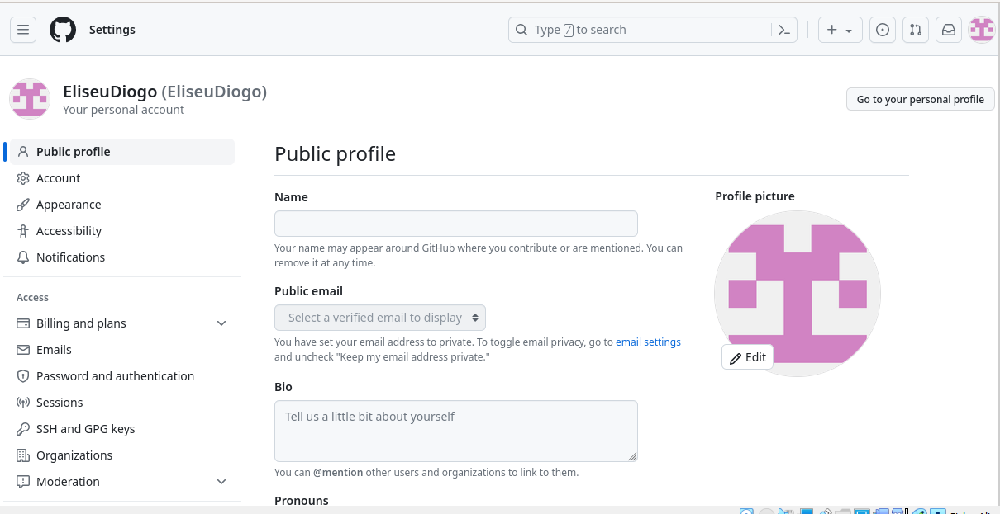 Settings
Type / to search
EliseuDiogo (EliseuDiogo)
Your personal account
Go to your personal profile
Public profile
Account
Appearance
Accessibility
Notifications
Access
Billing and plans
Emails
Password and authentication
Sessions
SSH and GPG keys
Organizations
Moderation
Public profile
Name
Your name may appear around GitHub where you contribute or are mentioned. You can
remove it at any time.
Public email
Select a verified email to display
You have set your email address to private. To toggle email privacy, go to email settings
and uncheck "Keep my email address private."
Bio
Tell us a little bit about yourself
You can @mention other users and organizations to link to them.
Pronouns
Profile picture
Edit